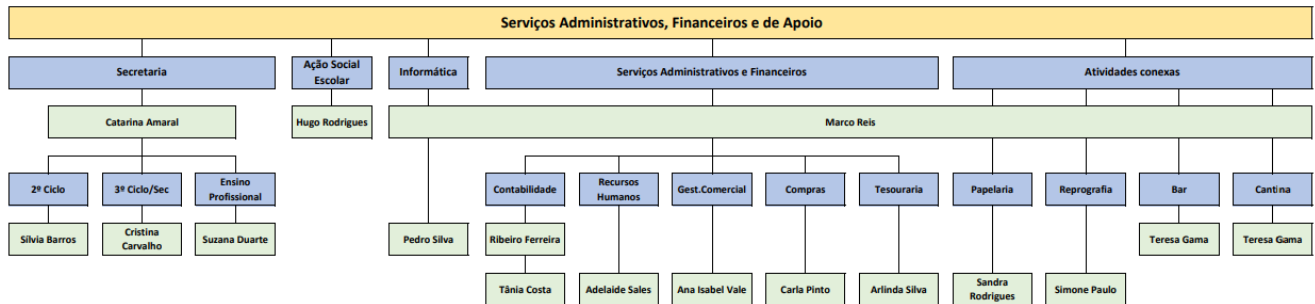 Serviços Administrativos, Financeiros e de Apoio
Secretaria
Ação Social
Escolar
Informática
Serviços Administrativos e Financeiros
Atividades conexas
Catarina Amaral
Hugo Rodrigues
Marco Reis
2º Ciclo
3º Ciclo/Sec
Ensino
Profissional
Contabilidade
Recursos
Humanos
Gest.Comercial
Compras
Tesouraria
Papelaria
Reprografia
Bar
Cantina
Sílvia Barros
Cristina
Carvalho
Suzana Duarte
Pedro Silva
Ribeiro Ferreira
Teresa Gama
Teresa Gama
Tânia Costa
Adelaide Sales
Ana Isabel Vale
Carla Pinto
Arlinda Silva
Sandra
Rodrigues
Simone Paulo